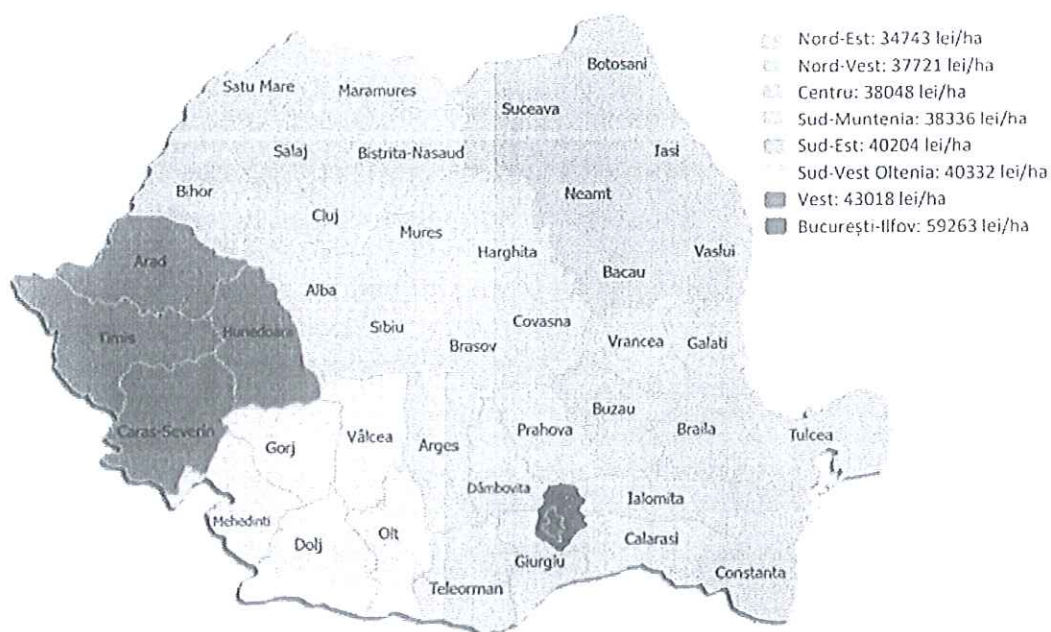 Nord-Est: 34743 lei/ha
Nord-Vest: 37721 lei/ha
Centru: 38048 lei/ha
Sud-Muntenia: 38336 lei/ha
Sud-Est: 40204 lei/ha
Sud-Vest Oltenia: 40332 lei/ha
Vest: 43018 lei/ha
București-Ilfov: 59263 lei/ha
Botosani
Satu Mare
Maramures
Suceava
Salaj
Bistrita-Nasaud
Iasi
Bihor
Neamt
Cluj
Mures
Harghita
Vaslui
Arad
Bacau
Alba
Timis
Hunedoara
Sibiu
Covasna
Brasov
Vrancea
Galati
Caras-Severin
Gorj
Vâlcea
Arges
Prahova
Buzau
Braila
Tulcea
Dâmbovita
Ialomita
Mehedinti
Dolj
Olt
Calarasi
Giurgiu
Teleorman
Constanta